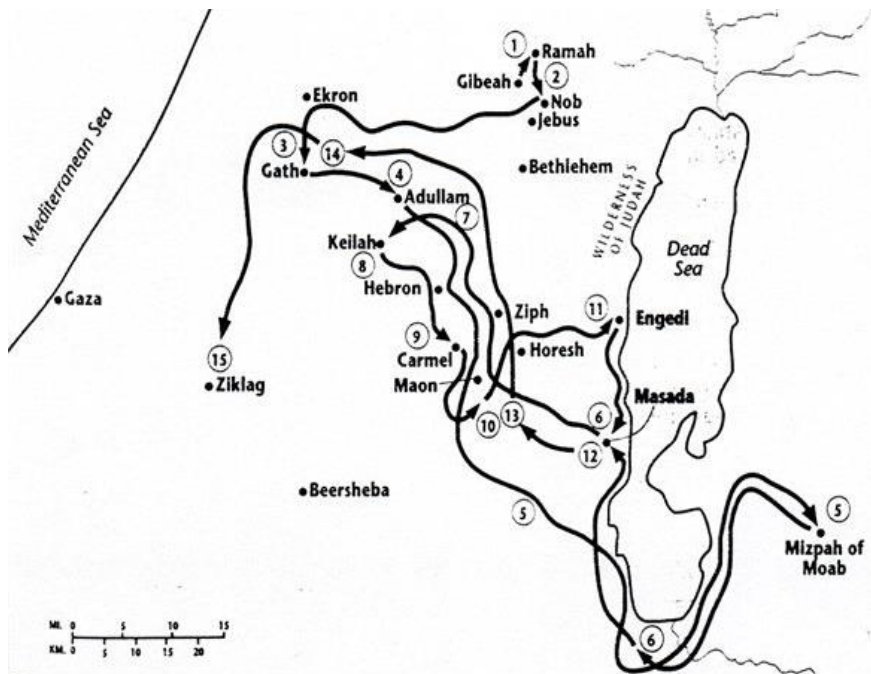 1
Ramah
2
Gibeah
Nob
Jebus
Ekron
3
14
Gath
4
Adullam
Bethlehem
Mediterranean Sea
WILDERNESS
OF JUDAH
Dead
Sea
7
Keilah
8
Hebron
Gaza
Ziph
11
Engedi
9
Carmel
Horesh
15
Ziklag
Maon
Masada
10
13
6
12
Beersheba
5
5
Mizpah of
Moab
6
MI. 0 5 10 15
KM. 0 5 10 15 20